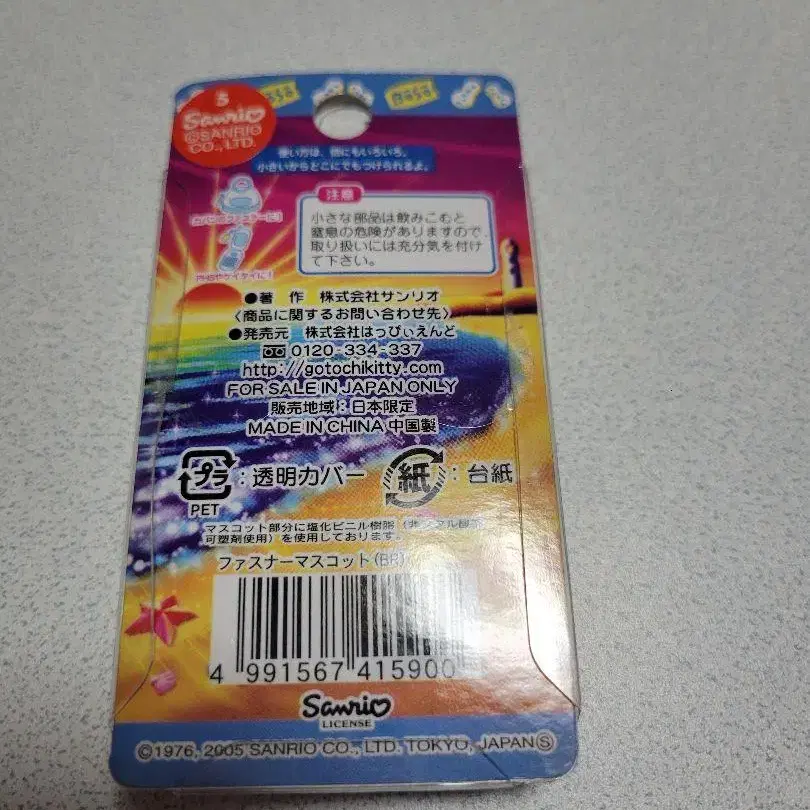 S
Sanrio
©SANRIO
CO., LTD.
使い方は、他にもいろいろ。
小さいからどこにでもつけられるよ。
注意
小さな部品は飲みこむと
窒息の危険がありますので
取り扱いには充分気を付け
て下さい。
PHSやケイタイに!
●著 作 株式会社サンリオ
〈商品に関するお問い合わせ先〉
●発売元 株式会社はっぴぃえんど
0120-334-337
http://gotochikitty.com
FOR SALE IN JAPAN ONLY
販売地域：日本限定
MADE IN CHINA 中国製
プラ：透明カバー 紙：台紙
PET
マスコット部分に塩化ビニル樹脂（非フタル酸系
可塑剤使用）を使用しております。
ファスナーマスコット(BR)
4 991567 415900
Sanrio
LICENSE
©1976, 2005 SANRIO CO., LTD. TOKYO, JAPAN Ⓢ